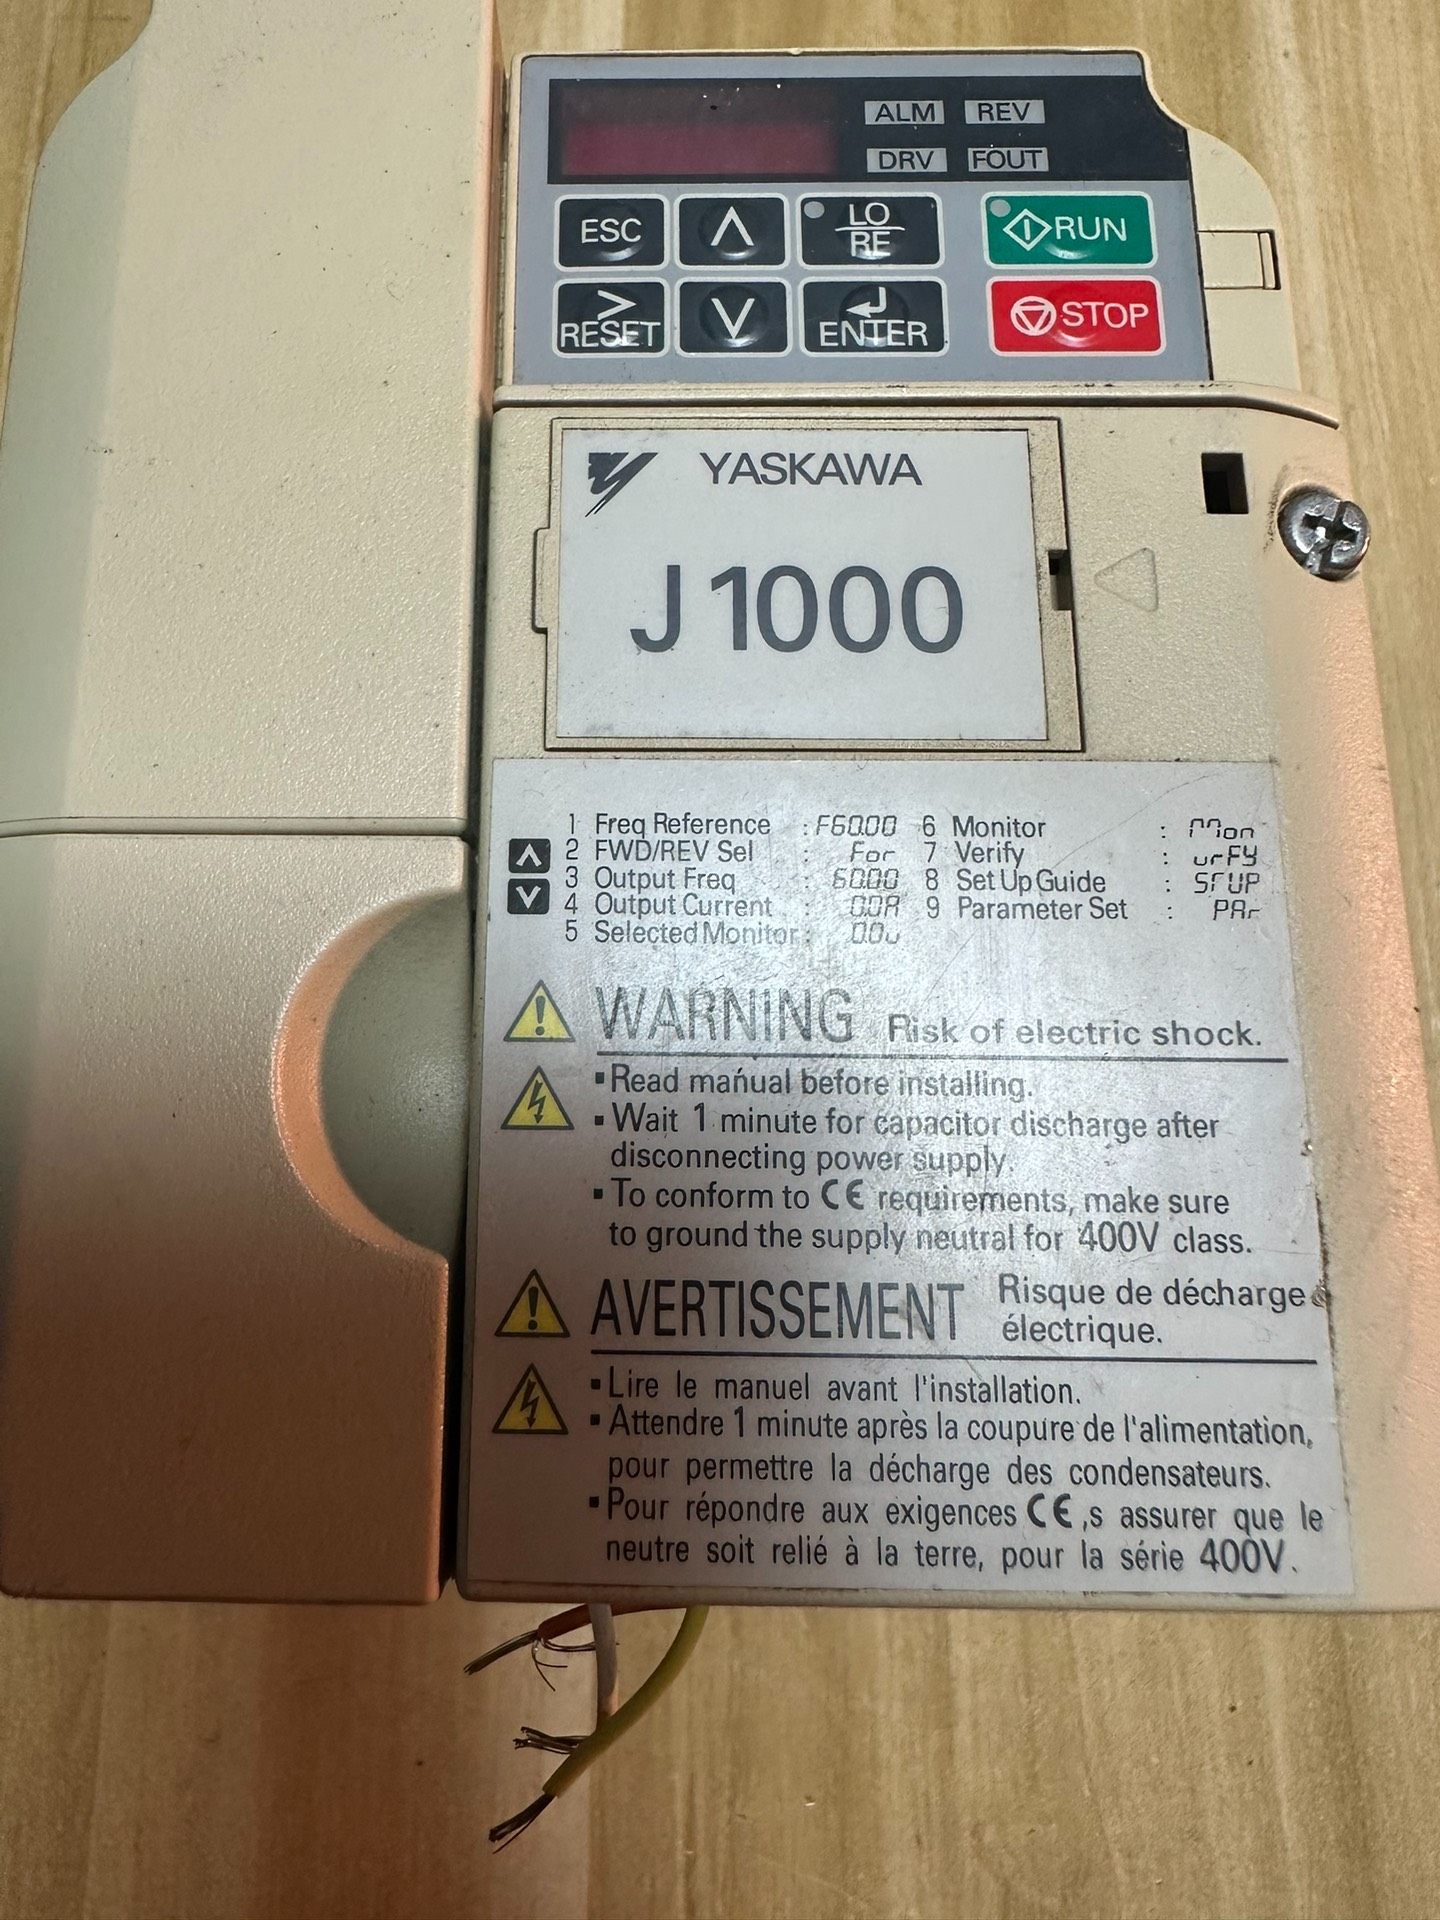 ALM REV
DRV FOUT
ESC LO RUN
RE
RESET ENTER STOP
YASKAWA
J1000
1 Freq Reference : F60.00 6 Monitor : Mon
2 FWD/REV Sel : For 7 Verify : vrFY
3 Output Freq : 60.00 8 Set Up Guide : STUP
4 Output Current : 0.0A 9 Parameter Set : PAr
5 Selected Monitor : 0.0v
WARNING Risk of electric shock.
▪Read manual before installing.
▪Wait 1 minute for capacitor discharge after
disconnecting power supply.
▪To conform to CE requirements, make sure
to ground the supply neutral for 400V class.
AVERTISSEMENT Risque de décharge
électrique.
▪Lire le manuel avant l'installation.
▪Attendre 1 minute après la coupure de l'alimentation,
pour permettre la décharge des condensateurs.
▪Pour répondre aux exigences CE ,s assurer que le
neutre soit relié à la terre, pour la série 400V.